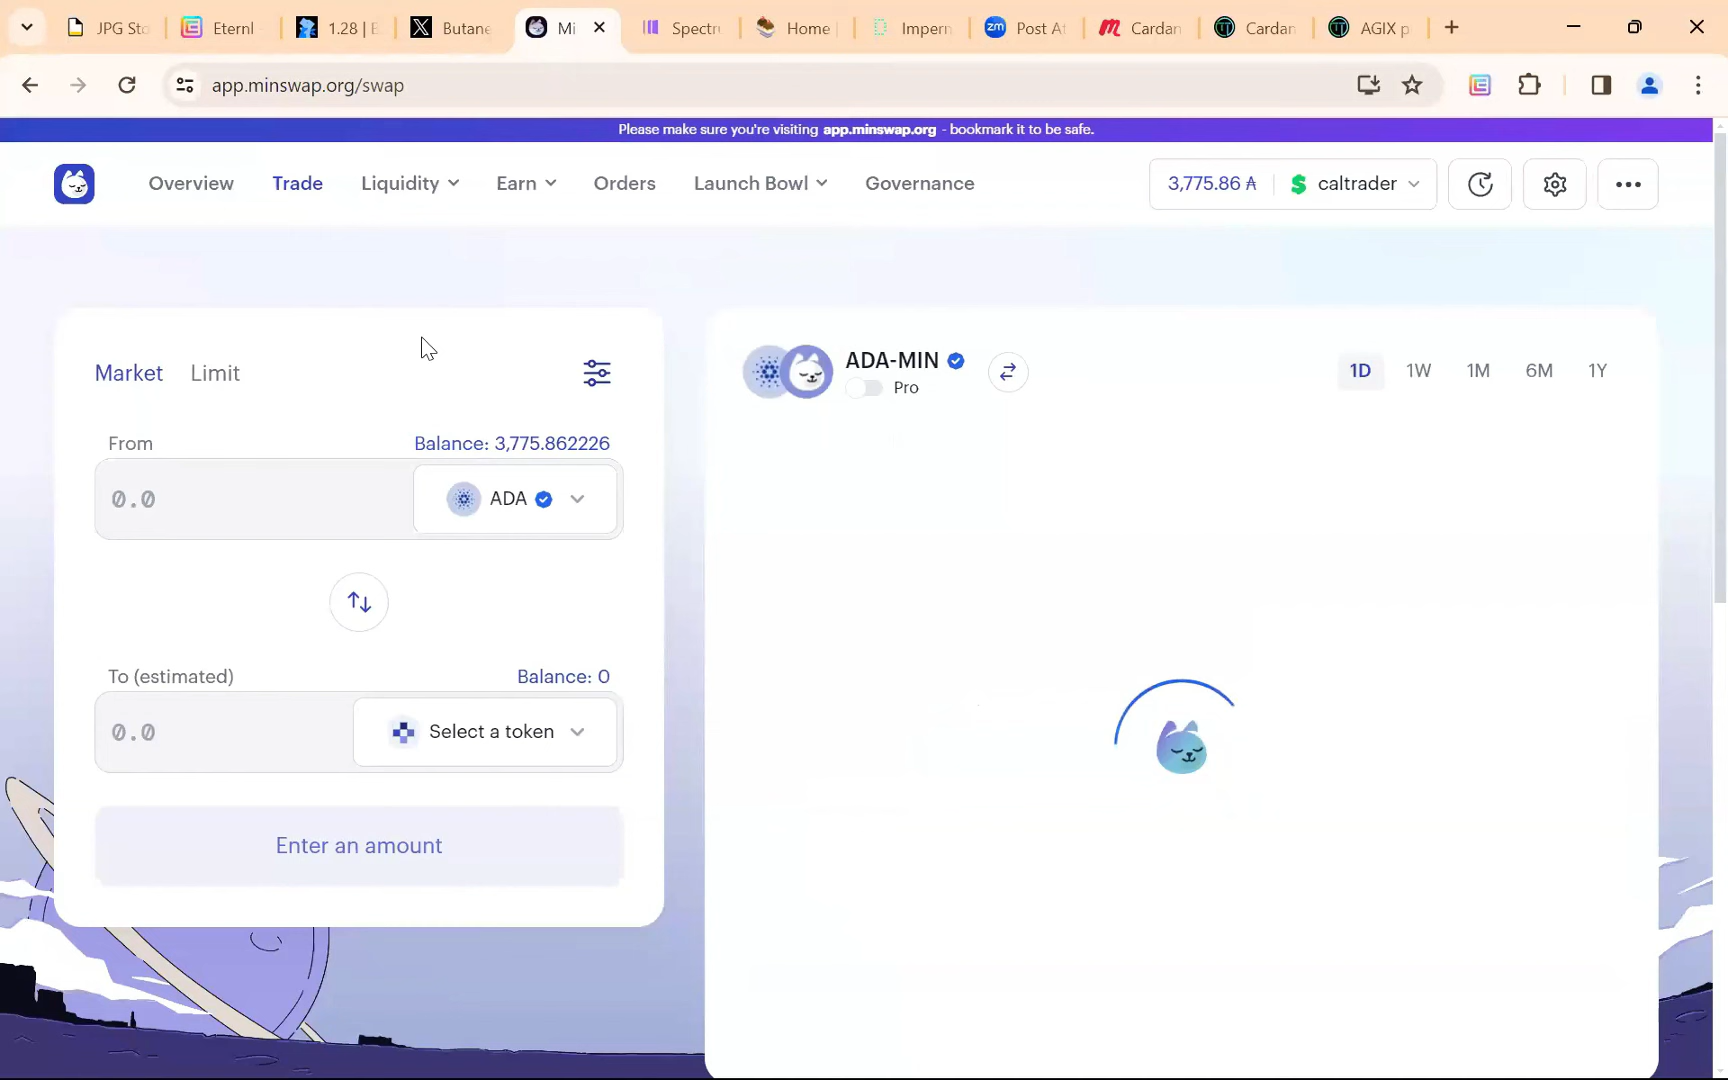 JPG Sto
Eternl
1.28 | E
Butane
Mi
Spectru
Home |
Impern
Post At
Cardan
Cardan
AGIX p
app.minswap.org/swap
Please make sure you're visiting app.minswap.org - bookmark it to be safe.
Overview Trade Liquidity Earn Orders Launch Bowl Governance
3,775.86 ₳ caltrader
Market Limit
ADA-MIN
Pro
1D 1W 1M 6M 1Y
From Balance: 3,775.862226
0.0 ADA
To (estimated) Balance: 0
0.0 Select a token
Enter an amount